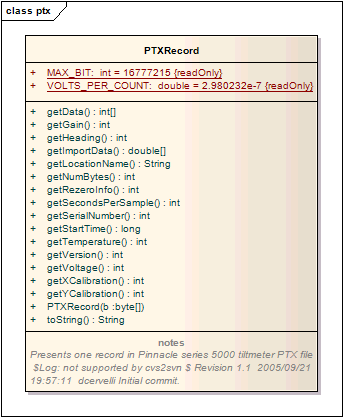 class ptx
PTXRecord
+ MAX_BIT: int = 16777215 {readOnly}
+ VOLTS_PER_COUNT: double = 2.980232e-7 {readOnly}
+ getData() : int[]
+ getGain() : int
+ getHeading() : int
+ getImportData() : double[]
+ getLocationName() : String
+ getNumBytes() : int
+ getRezeroInfo() : int
+ getSecondsPerSample() : int
+ getSerialNumber() : int
+ getStartTime() : long
+ getTemperature() : int
+ getVersion() : int
+ getVoltage() : int
+ getXCalibration() : int
+ getYCalibration() : int
+ PTXRecord(b :byte[])
+ toString() : String
notes
Presents one record in Pinnacle series 5000 tiltmeter PTX file
$Log: not supported by cvs2svn $ Revision 1.1 2005/09/21
19:57:11 dcervelli Initial commit.